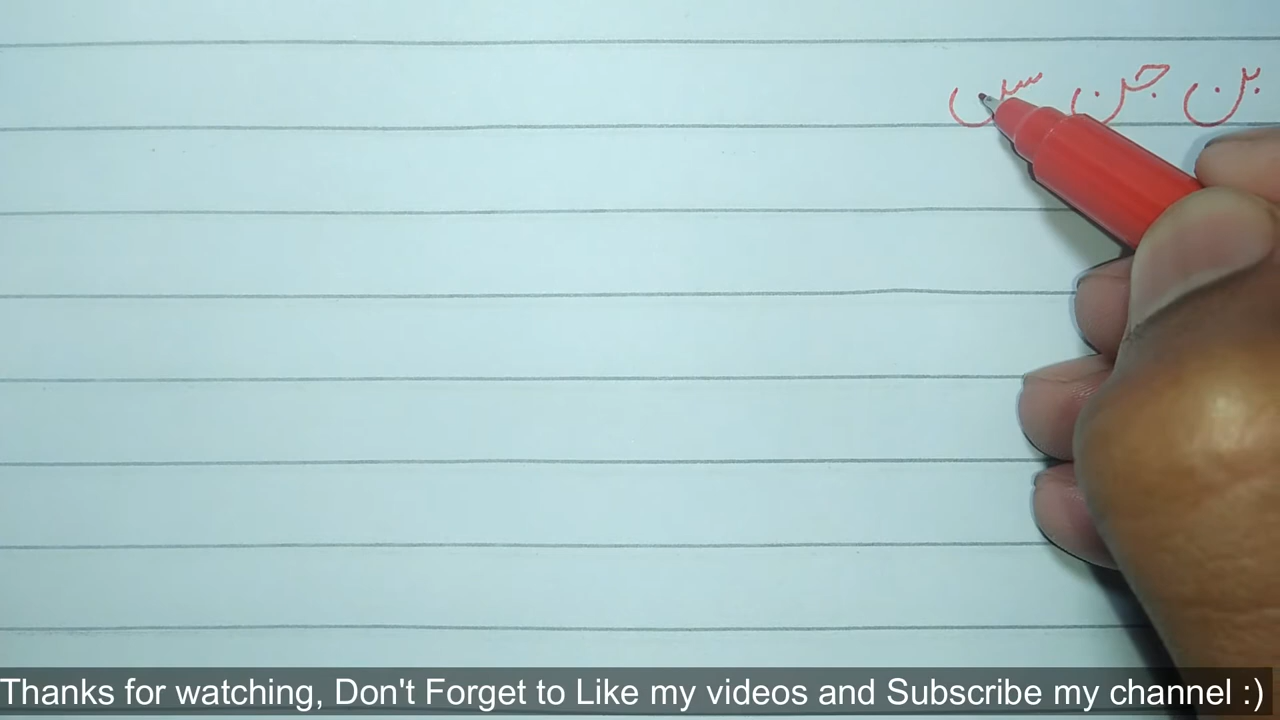 بن جن سن
Thanks for watching, Don't Forget to Like my videos and Subscribe my channel :)